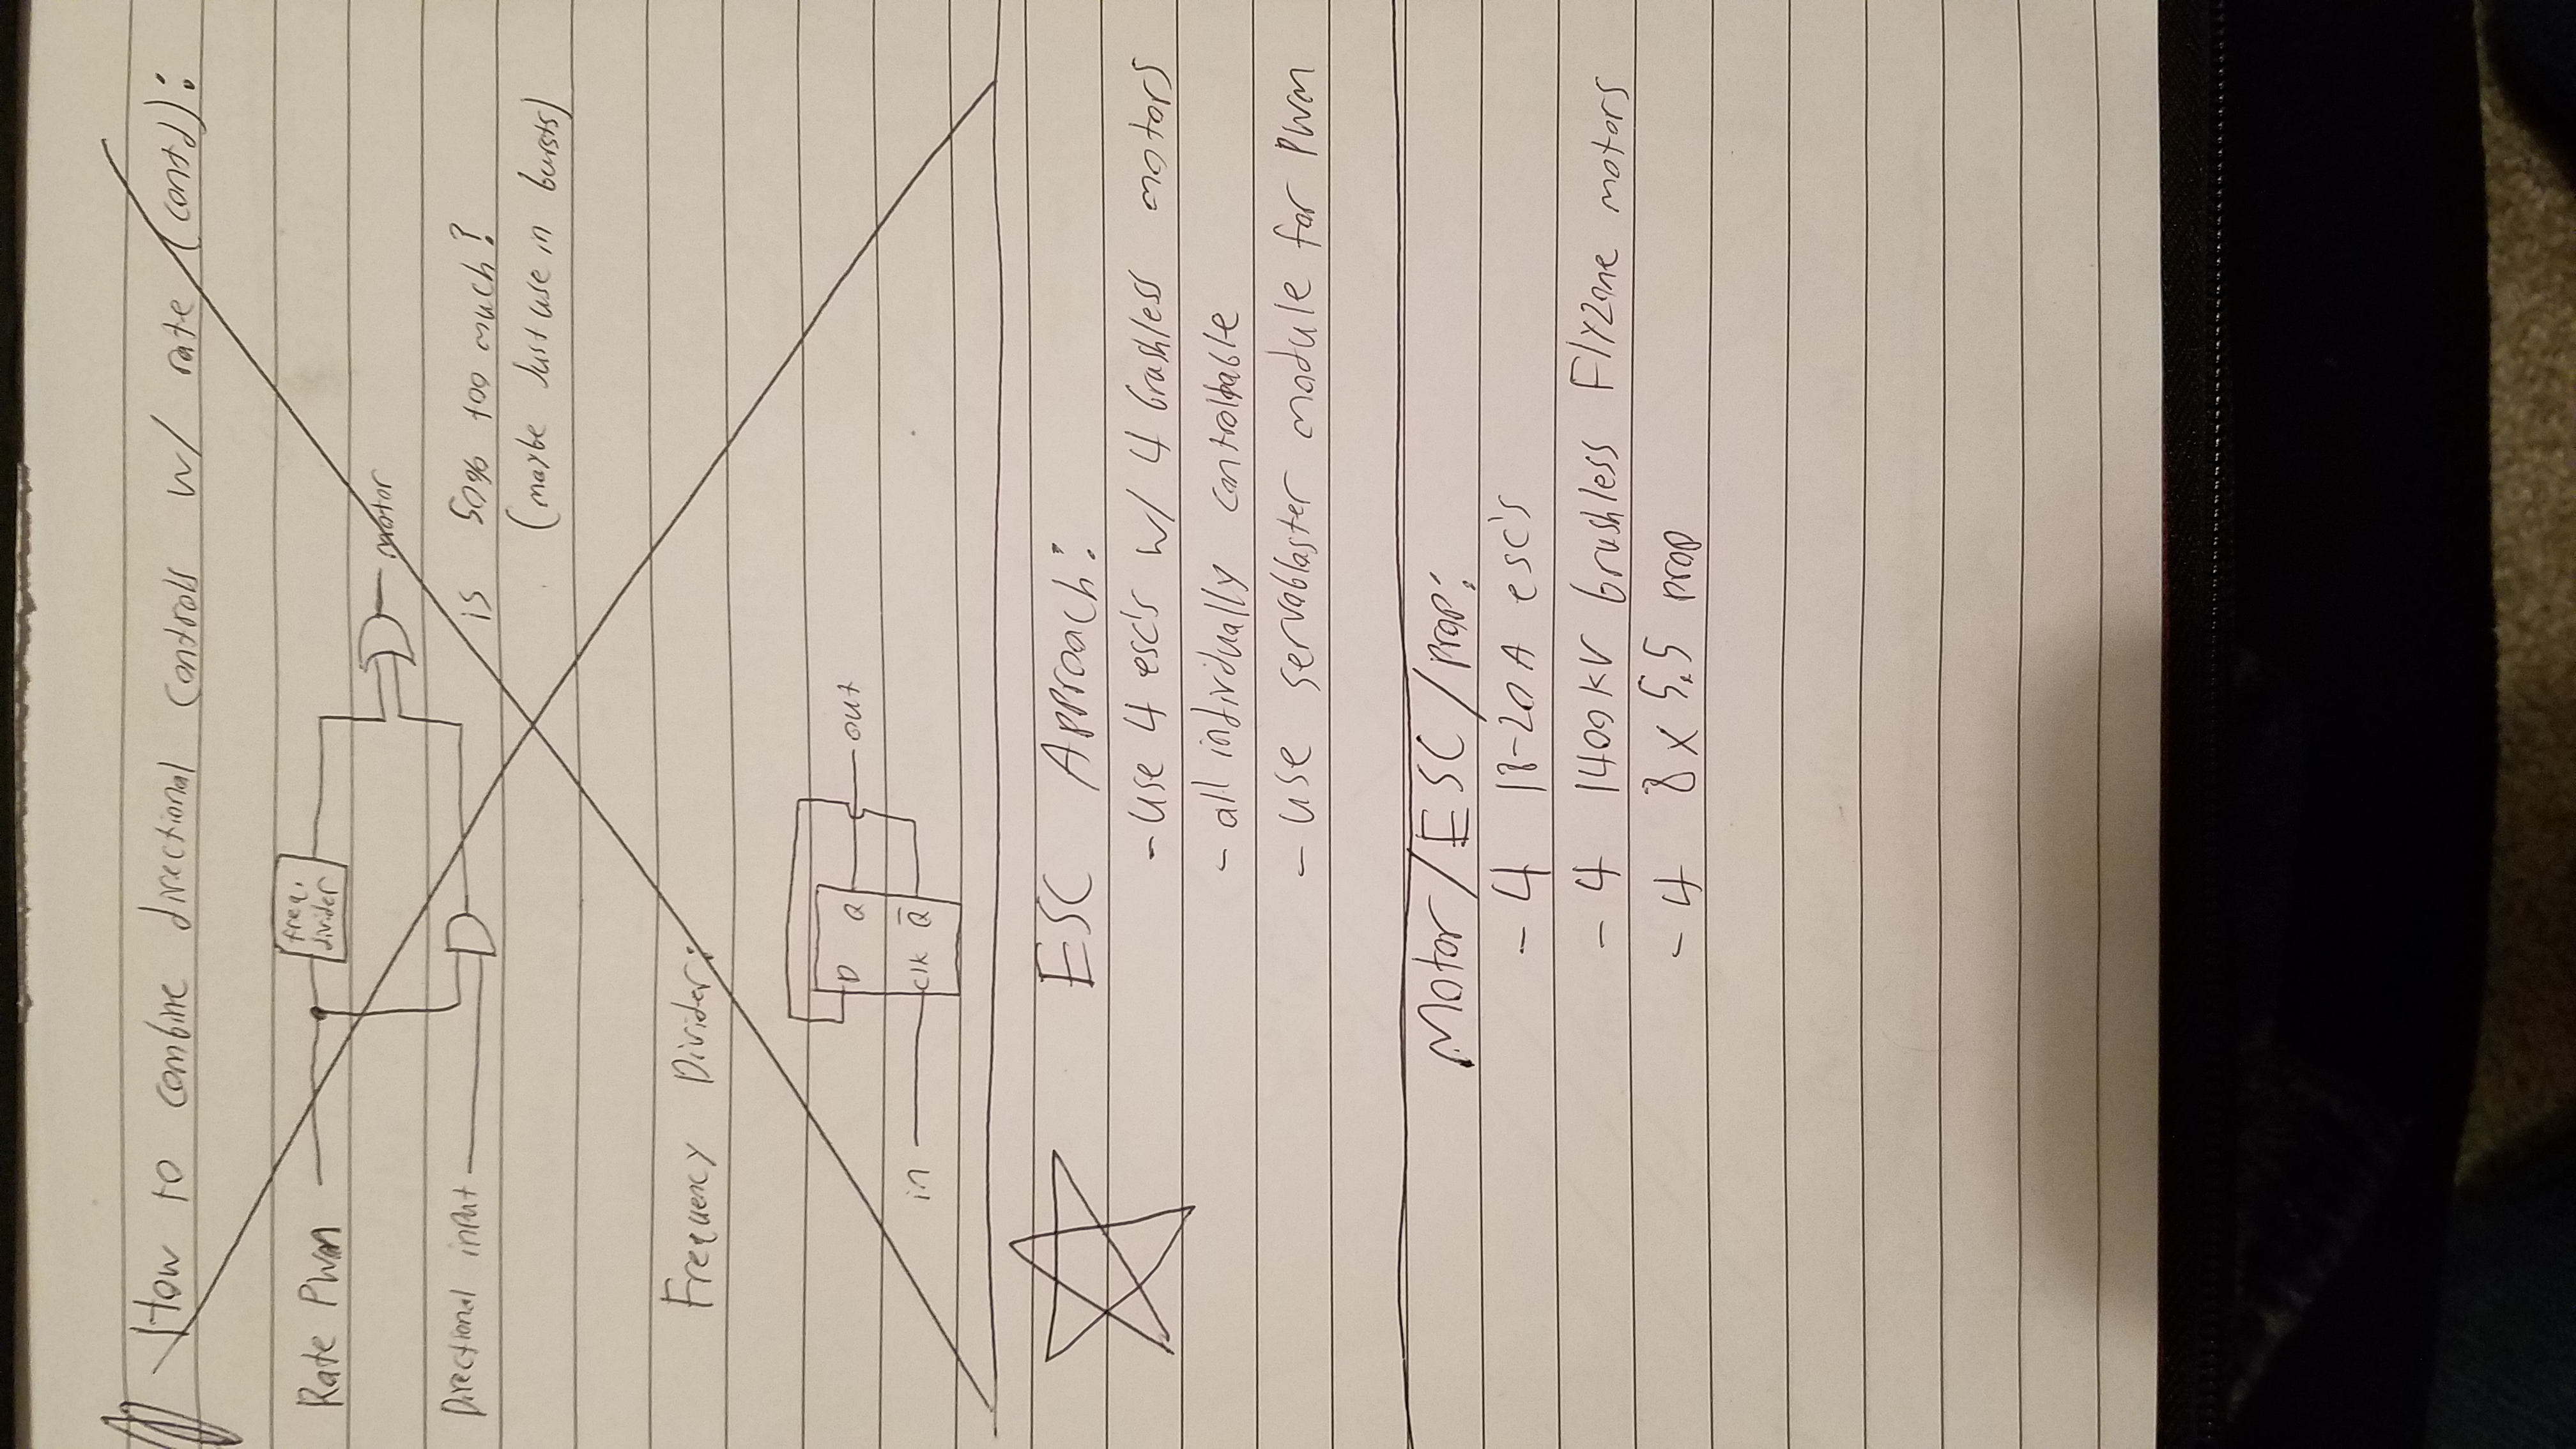 How to combine directional controls w/ rate (contd):
Rate PWM
freq.
divider
motor
Directional input
is 50% too much?
(maybe Just use in bursts)
Frequency Divider:
D Q
out
in
clk Q̅
ESC Approach:
- use 4 esc's w/ 4 brushless motors
- all individually controllable
- use servoblaster module for PWM
Motor/ESC/prop:
- 4 18-20A esc's
- 4 1400KV brushless FlyZone motors
- 4 8x5.5 prop